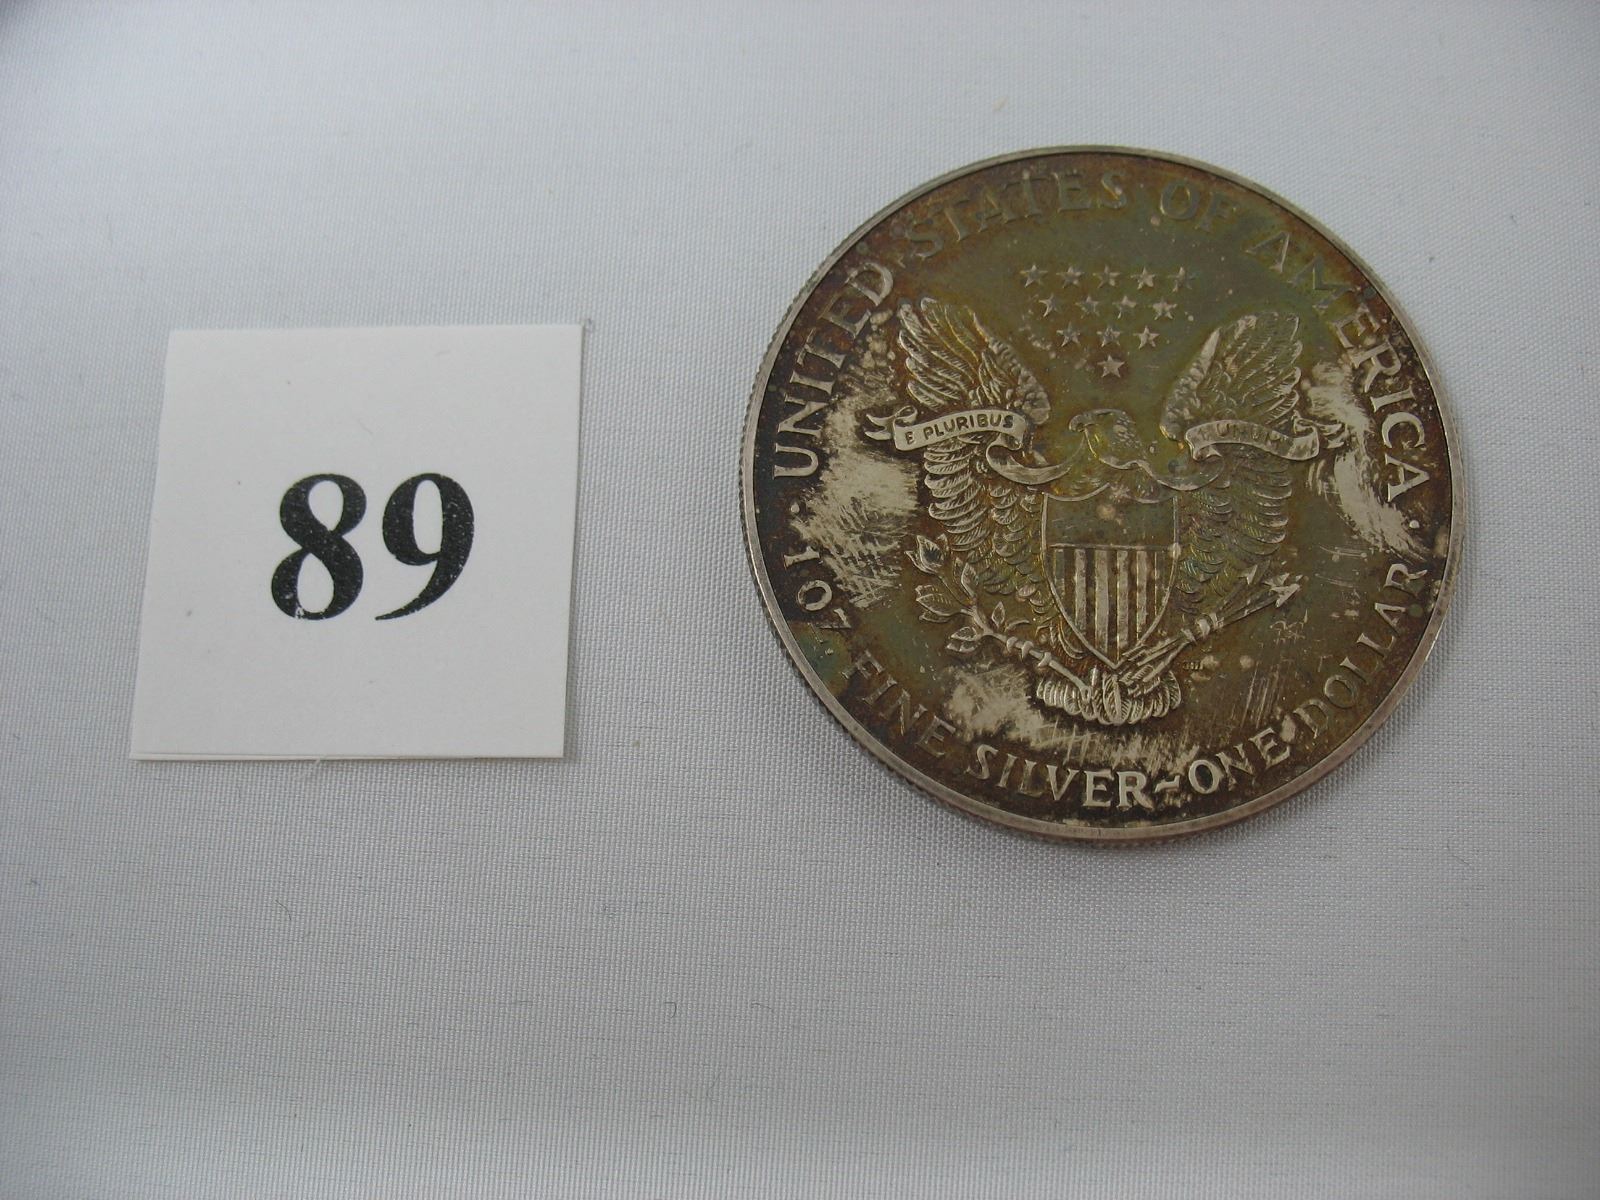 89
UNITED STATES OF AMERICA
E PLURIBUS UNUM
1 OZ. FINE SILVER~ONE DOLLAR